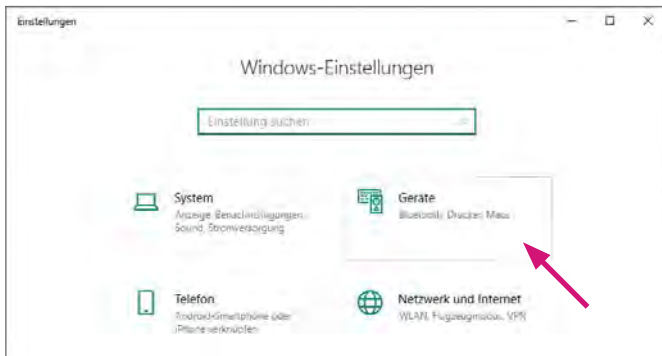 Einstellungen
Windows-Einstellungen
Einstellung suchen
System
Anzeige, Benachrichtigungen,
Sound, Stromversorgung
Geräte
Bluetooth, Drucker, Maus
Telefon
Android-Smartphone oder
iPhone verknüpfen
Netzwerk und Internet
WLAN, Flugzeugmodus, VPN